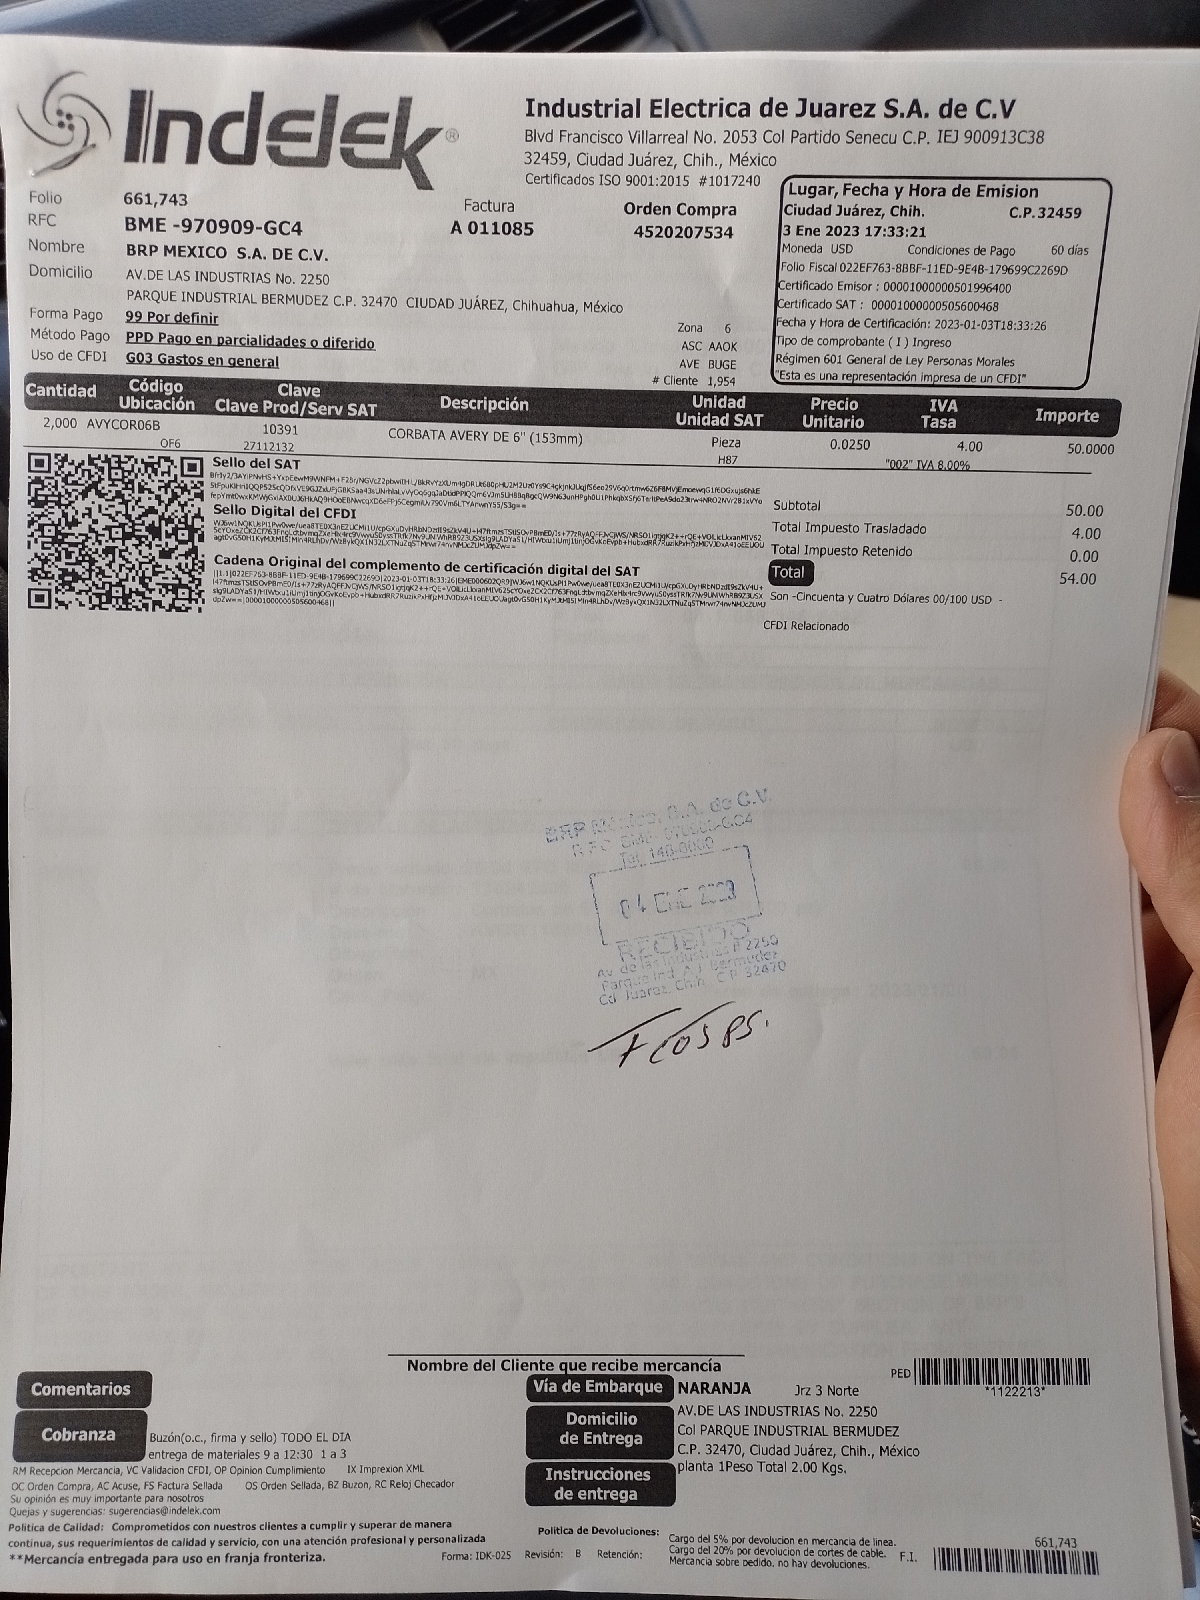 Indelek®
Industrial Electrica de Juarez S.A. de C.V
Blvd Francisco Villarreal No. 2053 Col Partido Senecu C.P. IEJ 900913C38
32459, Ciudad Juárez, Chih., México
Certificados ISO 9001:2015 #1017240
Folio 661,743 Factura Orden Compra
RFC BME -970909-GC4 A 011085 4520207534
Nombre BRP MEXICO S.A. DE C.V.
Domicilio AV.DE LAS INDUSTRIAS No. 2250
PARQUE INDUSTRIAL BERMUDEZ C.P. 32470 CIUDAD JUÁREZ, Chihuahua, México
Forma Pago 99 Por definir
Método Pago PPD Pago en parcialidades o diferido
Uso de CFDI G03 Gastos en general
Zona 6
ASC AAOK
AVE BUGE
# Cliente 1,954
Lugar, Fecha y Hora de Emision
Ciudad Juárez, Chih. C.P. 32459
3 Ene 2023 17:33:21
Moneda USD Condiciones de Pago 60 días
Folio Fiscal 022EF763-8BBF-11ED-9E4B-179699C2269D
Certificado Emisor : 00001000000501996400
Certificado SAT : 00001000000505600468
Fecha y Hora de Certificación: 2023-01-03T18:33:26
Tipo de comprobante ( I ) Ingreso
Régimen 601 General de Ley Personas Morales
"Esta es una representación impresa de un CFDI"
Cantidad Código Ubicación Clave Clave Prod/Serv SAT Descripción Unidad Unidad SAT Precio Unitario IVA Tasa Importe
2,000 AVYCOR06B 10391 CORBATA AVERY DE 6" (153mm) Pieza 0.0250 4.00 50.0000
OF6 27112132 H87 "002" IVA 8.00%
Sello del SAT
Sello Digital del CFDI
Cadena Original del complemento de certificación digital del SAT
Subtotal 50.00
Total Impuesto Trasladado 4.00
Total Impuesto Retenido 0.00
Total 54.00
Son -Cincuenta y Cuatro Dólares 00/100 USD -
CFDI Relacionado
BRP México, S.A. de C.V.
Tel. 148-0000
04 ENE 2023
RECIBIDO
Av de las Industrias # 2250
Parque Ind. A.J. Bermudez
Cd Juarez, Chih. C.P. 32470
Nombre del Cliente que recibe mercancía
PED *1122213*
Comentarios
Cobranza
Buzón(o.c., firma y sello) TODO EL DIA
entrega de materiales 9 a 12:30 1 a 3
Vía de Embarque NARANJA Jrz 3 Norte
Domicilio de Entrega
AV.DE LAS INDUSTRIAS No. 2250
Col PARQUE INDUSTRIAL BERMUDEZ
C.P. 32470, Ciudad Juárez, Chih., México
Instrucciones de entrega
planta 1Peso Total 2.00 Kgs.
RM Recepcion Mercancia, VC Validacion CFDI, OP Opinion Cumplimiento IX Imprexion XML
OC Orden Compra, AC Acuse, FS Factura Sellada OS Orden Sellada, BZ Buzon, RC Reloj Checador
Su opinión es muy importante para nosotros
Quejas y sugerencias: sugerencias@indelek.com
Politica de Calidad: Comprometidos con nuestros clientes a cumplir y superar de manera
continua, sus requerimientos de calidad y servicio, con una atención profesional y personalizada
**Mercancía entregada para uso en franja fronteriza.
Forma: IDK-025 Revisión: B Retención:
Politica de Devoluciones:
Cargo del 5% por devolucion en mercancia de linea.
Cargo del 20% por devolucion de cortes de cable.
Mercancia sobre pedido, no hay devoluciones.
F.I. 661,743